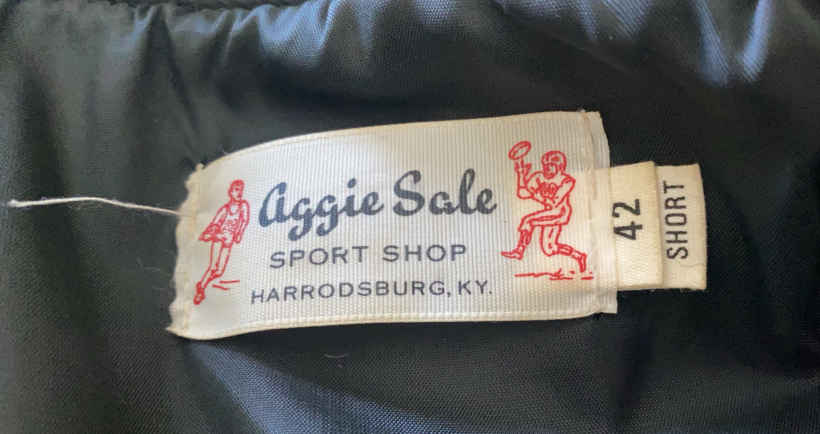 Aggie Sale
SPORT SHOP
HARRODSBURG, KY.
42
SHORT